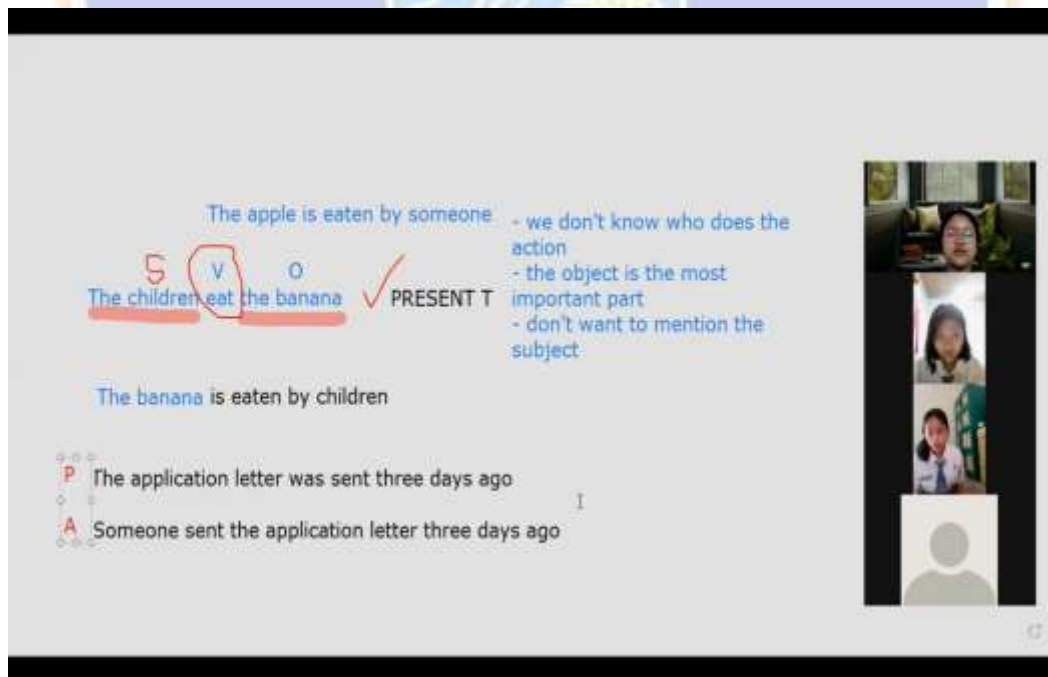 The apple is eaten by someone
- we don't know who does the
action
- the object is the most
important part
- don't want to mention the
subject
S V O
The children eat the banana
PRESENT T
The banana is eaten by children
P The application letter was sent three days ago
A Someone sent the application letter three days ago